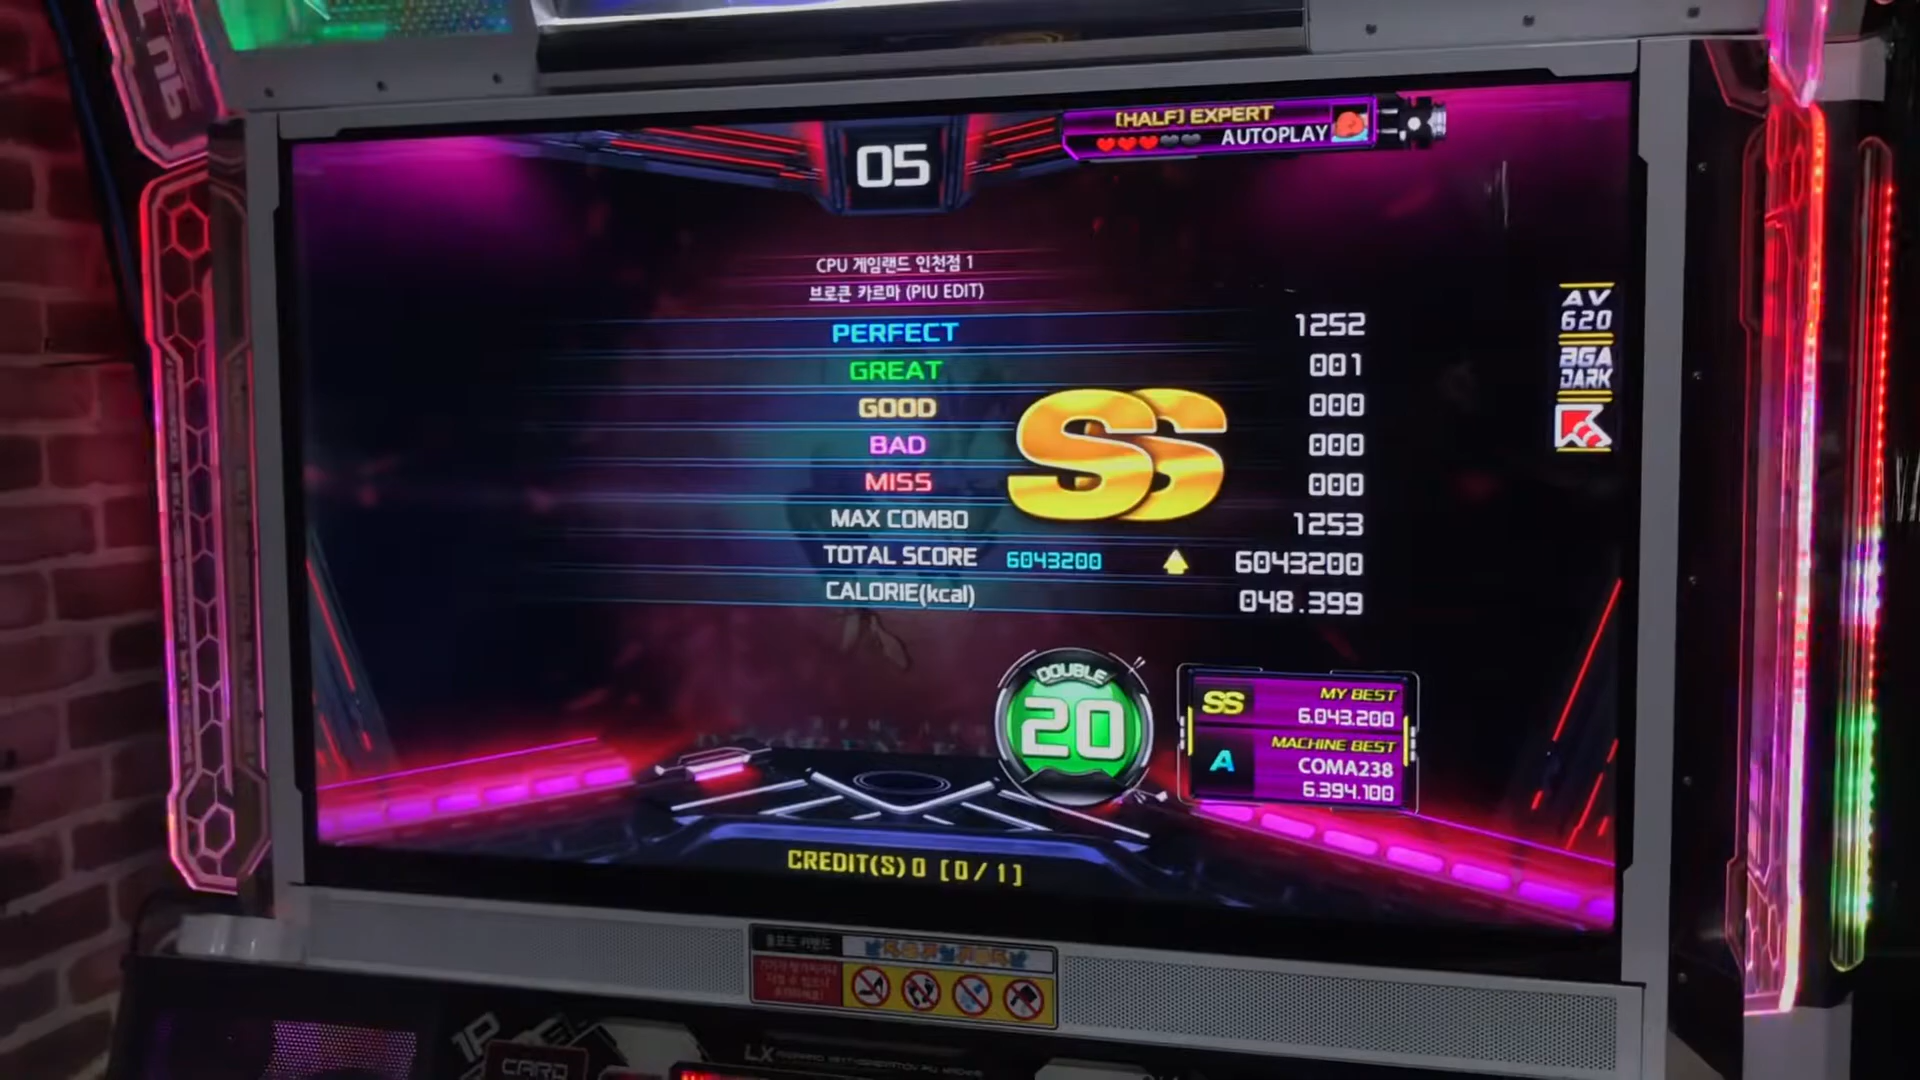 05
[HALF] EXPERT
AUTOPLAY
CPU 게임랜드 인천점 1
브로큰 카르마 (PIU EDIT)
PERFECT 1252
GREAT 001
GOOD 000
BAD 000
MISS 000
SS
MAX COMBO 1253
TOTAL SCORE 6043200 6043200
CALORIE(kcal) 048.399
AV
620
BGA
DARK
DOUBLE
20
SS MY BEST
6.043.200
A MACHINE BEST
COMA238
6.394.100
CREDIT(S) 0 [0/1]
1P
CARD
LX